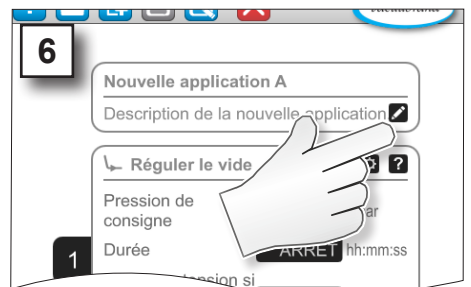 6
Nouvelle application A
Description de la nouvelle application
Réguler le vide
?
Pression de
consigne
Durée
ARRET hh:mm:ss
1
si